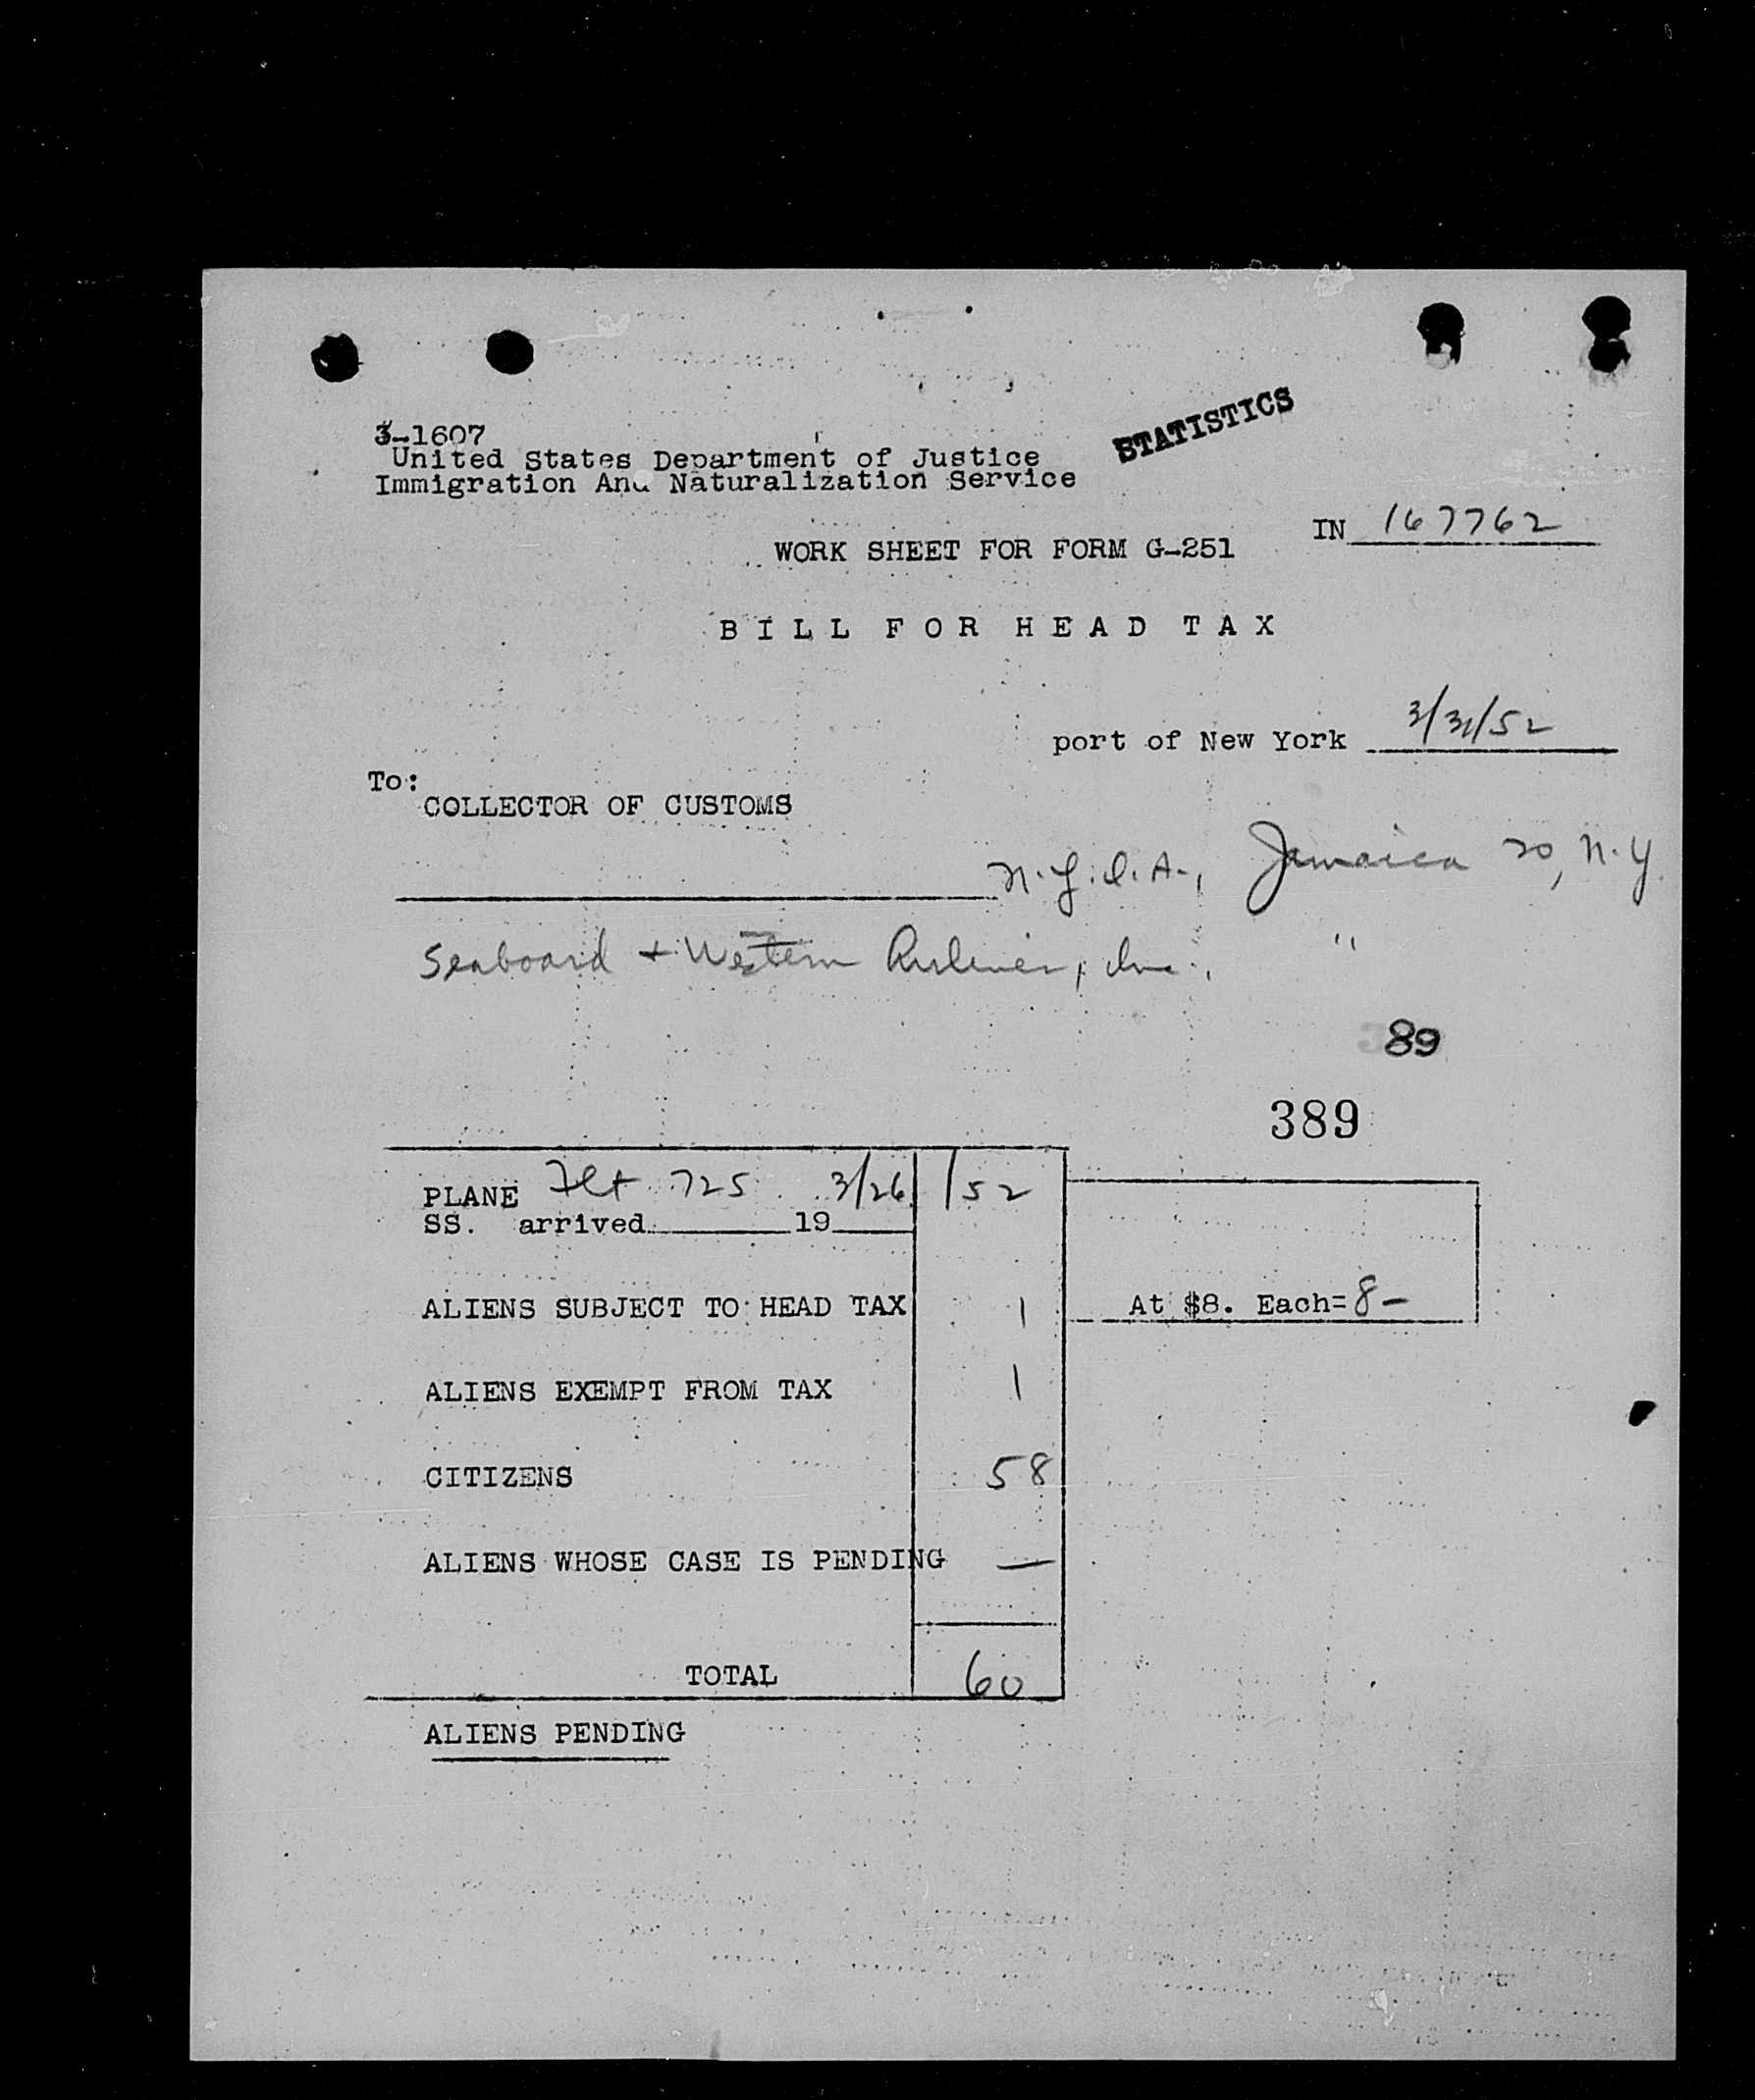 STATISTICS
3-1607
United States Department of Justice
Immigration And Naturalization Service
IN 167762
WORK SHEET FOR FORM G-251
BILL FOR HEAD TAX
port of New York 3/31/52
To:
COLLECTOR OF CUSTOMS
N.Y.I.A., Jamaica 20, N.Y.
Seaboard & Western Airlines, Inc., "
89
389
PLANE Flt 725 3/26/52
SS. arrived 19
ALIENS SUBJECT TO HEAD TAX 1 At $8. Each= 8-
ALIENS EXEMPT FROM TAX 1
CITIZENS 58
ALIENS WHOSE CASE IS PENDING —
TOTAL 60
ALIENS PENDING